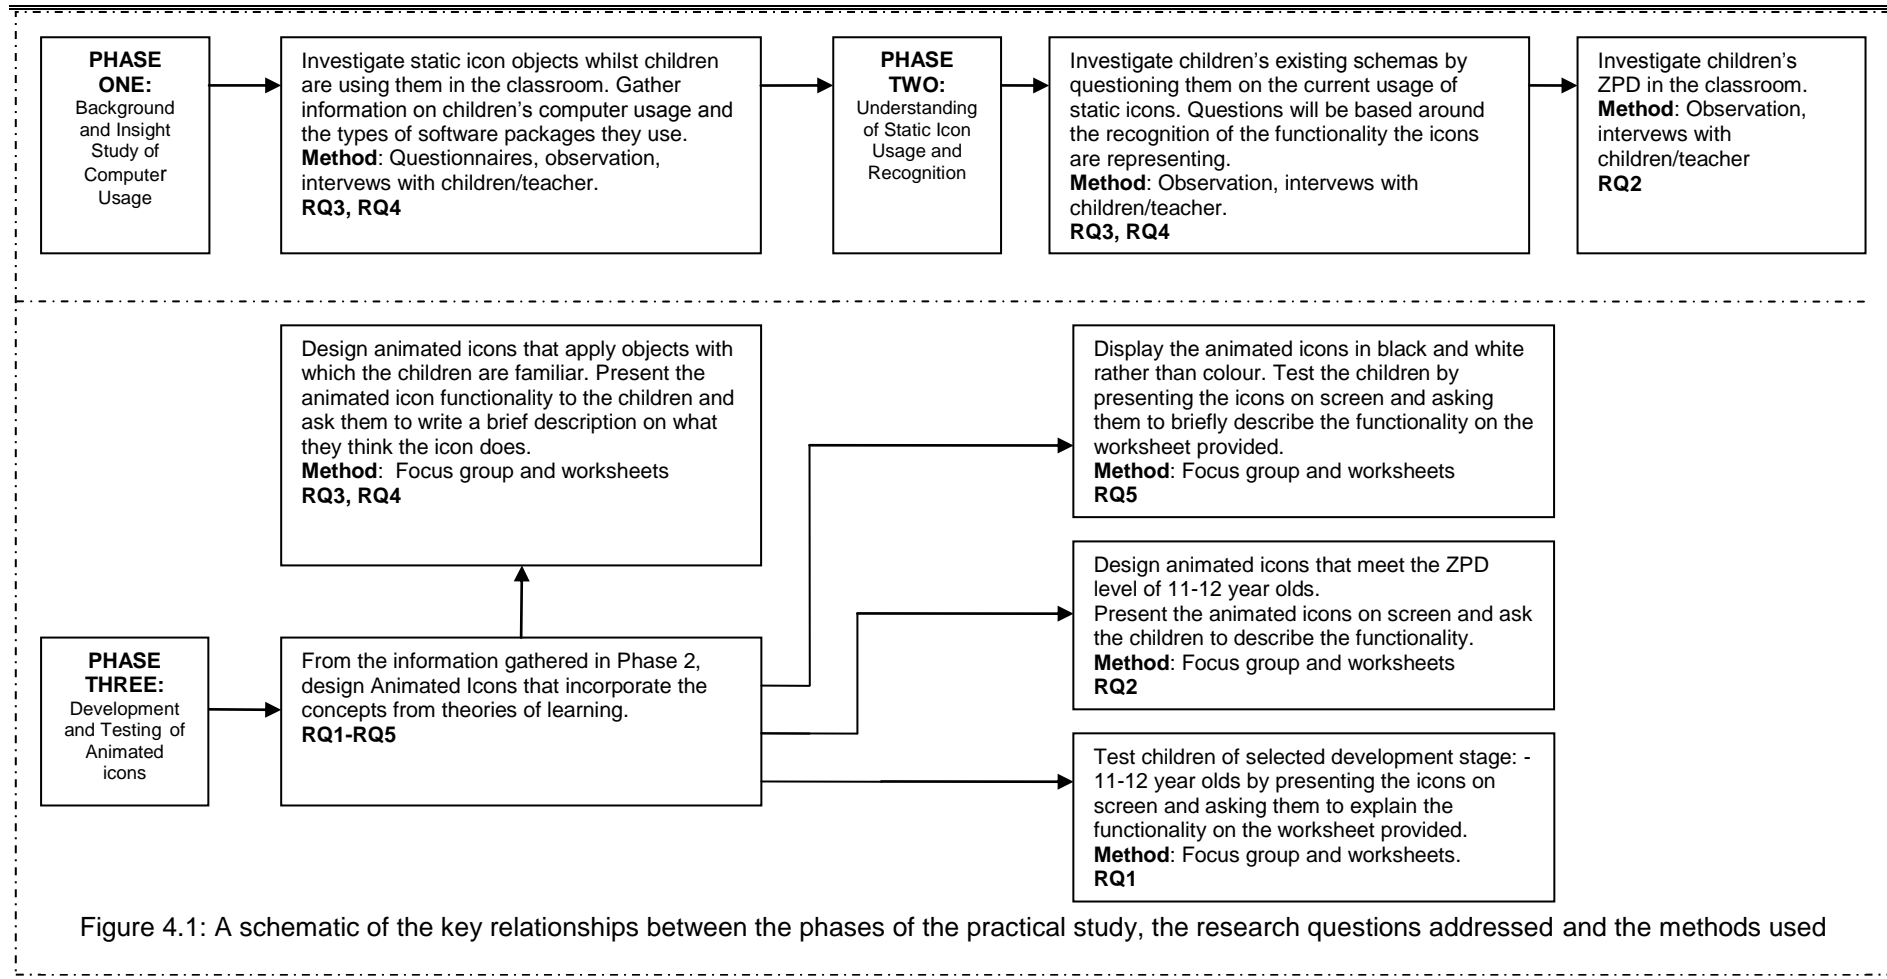 PHASE
ONE:
Background
and Insight
Study of
Computer
Usage
Investigate static icon objects whilst children
are using them in the classroom. Gather
information on children’s computer usage and
the types of software packages they use.
Method: Questionnaires, observation,
intervews with children/teacher.
RQ3, RQ4
PHASE
TWO:
Understanding
of Static Icon
Usage and
Recognition
Investigate children’s existing schemas by
questioning them on the current usage of
static icons. Questions will be based around
the recognition of the functionality the icons
are representing.
Method: Observation, intervews with
children/teacher.
RQ3, RQ4
Investigate children’s
ZPD in the classroom.
Method: Observation,
intervews with
children/teacher
RQ2
Design animated icons that apply objects with
which the children are familiar. Present the
animated icon functionality to the children and
ask them to write a brief description on what
they think the icon does.
Method:  Focus group and worksheets
RQ3, RQ4
Display the animated icons in black and white
rather than colour. Test the children by
presenting the icons on screen and asking
them to briefly describe the functionality on the
worksheet provided.
Method: Focus group and worksheets
RQ5
Design animated icons that meet the ZPD
level of 11-12 year olds.
Present the animated icons on screen and ask
the children to describe the functionality.
Method: Focus group and worksheets
RQ2
PHASE
THREE:
Development
and Testing of
Animated
icons
From the information gathered in Phase 2,
design Animated Icons that incorporate the
concepts from theories of learning.
RQ1-RQ5
Test children of selected development stage: -
11-12 year olds by presenting the icons on
screen and asking them to explain the
functionality on the worksheet provided.
Method: Focus group and worksheets.
RQ1
Figure 4.1: A schematic of the key relationships between the phases of the practical study, the research questions addressed and the methods used